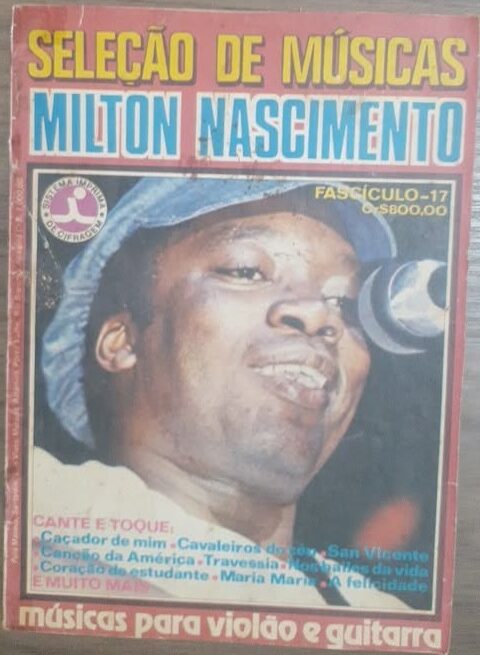 SELEÇÃO DE MÚSICAS
MILTON NASCIMENTO
SISTEMA IMPRIMA
DE CIFRAGEM
FASCÍCULO-17
Cr$800,00
CANTE E TOQUE:
Caçador de mim • Cavaleiros do céu • San Vicente
Canção da América • Travessia • Nos bailes da vida
Coração de estudante • Maria Maria • A felicidade
E MUITO MAIS
músicas para violão e guitarra